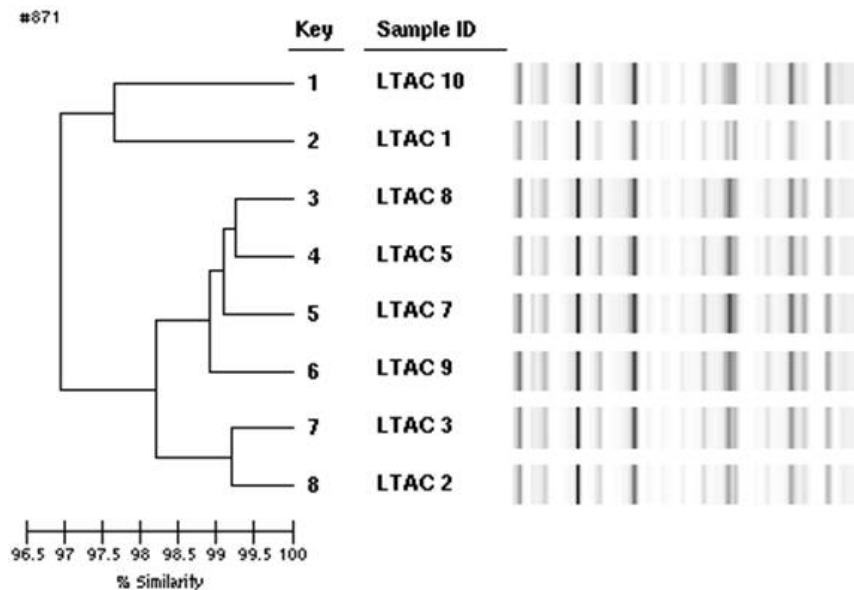 #871
Key Sample ID
1 LTAC 10
2 LTAC 1
3 LTAC 8
4 LTAC 5
5 LTAC 7
6 LTAC 9
7 LTAC 3
8 LTAC 2
96.5 97 97.5 98 98.5 99 99.5 100
% Similarity